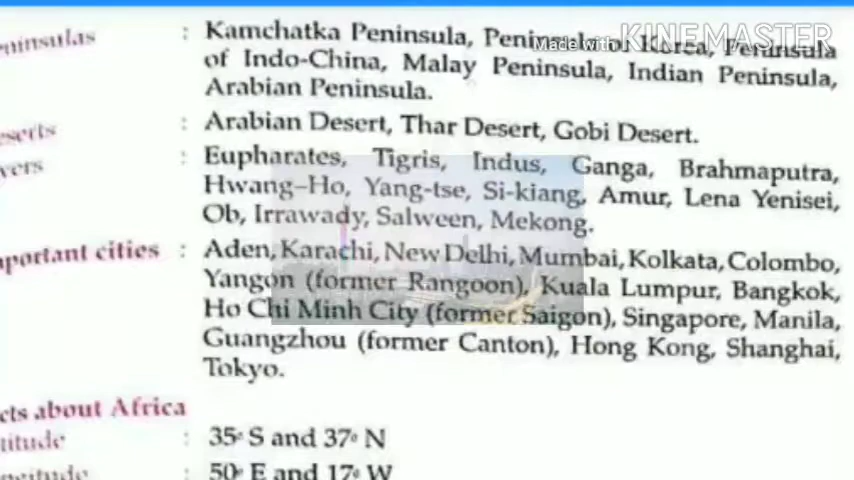 Made with KINEMASTER
eninsulas : Kamchatka Peninsula, Peninsula of Korea, Peninsula
of Indo-China, Malay Peninsula, Indian Peninsula,
Arabian Peninsula.
eserts : Arabian Desert, Thar Desert, Gobi Desert.
vers : Eupharates, Tigris, Indus, Ganga, Brahmaputra,
Hwang-Ho, Yang-tse, Si-kiang, Amur, Lena Yenisei,
Ob, Irrawady, Salween, Mekong.
portant cities : Aden, Karachi, New Delhi, Mumbai, Kolkata, Colombo,
Yangon (former Rangoon), Kuala Lumpur, Bangkok,
Ho Chi Minh City (former Saigon), Singapore, Manila,
Guangzhou (former Canton), Hong Kong, Shanghai,
Tokyo.
cts about Africa
titude : 35° S and 37° N
ngitude : 50° E and 17° W